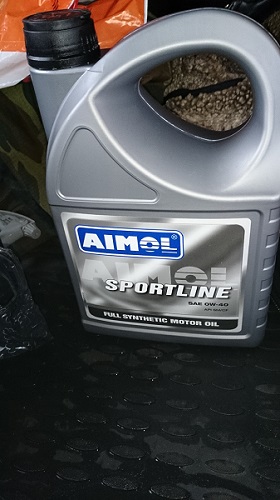 AIMOL®
AIMOL
SPORTLINE
SAE 0W-40
FULL SYNTHETIC MOTOR OIL